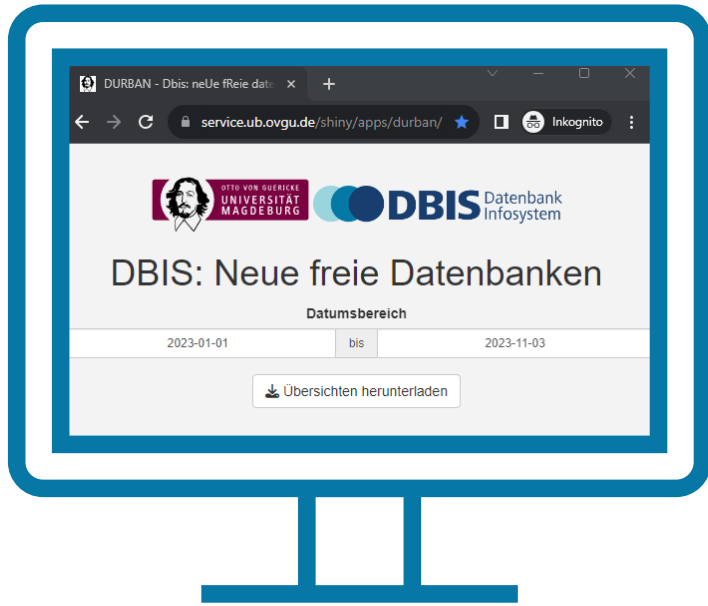 DURBAN - Dbis: neUe fReie date
service.ub.ovgu.de/shiny/apps/durban/
Inkognito
OTTO VON GUERICKE
UNIVERSITÄT
MAGDEBURG
DBIS Datenbank
Infosystem
DBIS: Neue freie Datenbanken
Datumsbereich
2023-01-01 bis 2023-11-03
Übersichten herunterladen